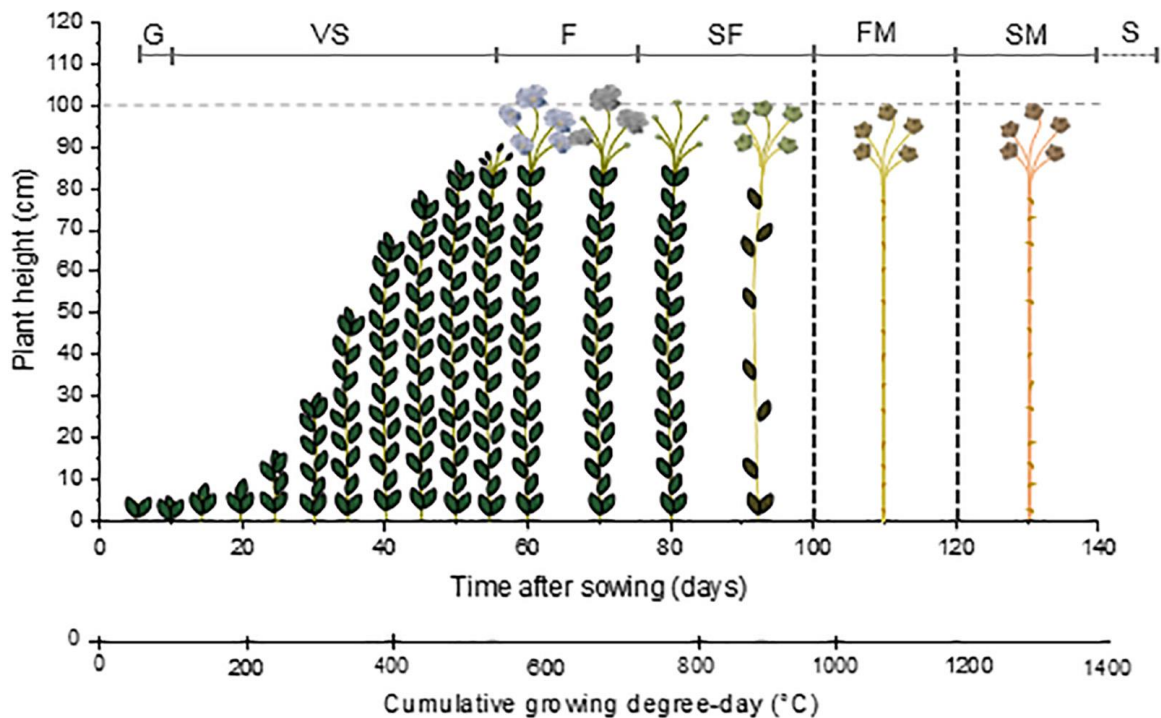 G VS F SF FM SM S
120
110
100
90
80
70
60
50
40
30
20
10
0
Plant height (cm)
0 20 40 60 80 100 120 140
Time after sowing (days)
0
0 200 400 600 800 1000 1200 1400
Cumulative growing degree-day (°C)